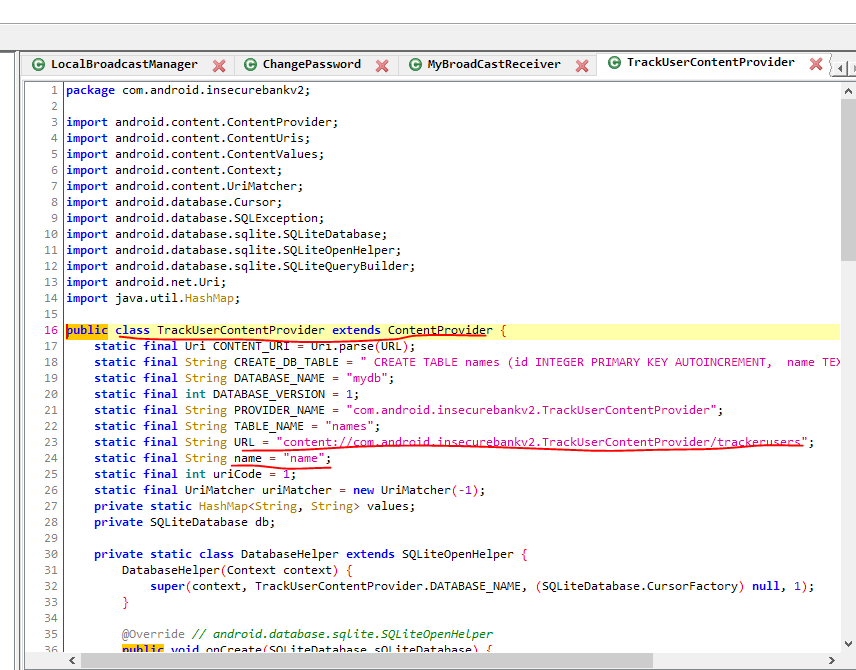 LocalBroadcastManager ChangePassword MyBroadCastReceiver TrackUserContentProvider
1 package com.android.insecurebankv2;
2
3 import android.content.ContentProvider;
4 import android.content.ContentUris;
5 import android.content.ContentValues;
6 import android.content.Context;
7 import android.content.UriMatcher;
8 import android.database.Cursor;
9 import android.database.SQLException;
10 import android.database.sqlite.SQLiteDatabase;
11 import android.database.sqlite.SQLiteOpenHelper;
12 import android.database.sqlite.SQLiteQueryBuilder;
13 import android.net.Uri;
14 import java.util.HashMap;
15
16 public class TrackUserContentProvider extends ContentProvider {
17 static final Uri CONTENT_URI = Uri.parse(URL);
18 static final String CREATE_DB_TABLE = " CREATE TABLE names (id INTEGER PRIMARY KEY AUTOINCREMENT,  name TEX
19 static final String DATABASE_NAME = "mydb";
20 static final int DATABASE_VERSION = 1;
21 static final String PROVIDER_NAME = "com.android.insecurebankv2.TrackUserContentProvider";
22 static final String TABLE_NAME = "names";
23 static final String URL = "content://com.android.insecurebankv2.TrackUserContentProvider/trackerusers";
24 static final String name = "name";
25 static final int uriCode = 1;
26 static final UriMatcher uriMatcher = new UriMatcher(-1);
27 private static HashMap<String, String> values;
28 private SQLiteDatabase db;
29
30 private static class DatabaseHelper extends SQLiteOpenHelper {
31 DatabaseHelper(Context context) {
32 super(context, TrackUserContentProvider.DATABASE_NAME, (SQLiteDatabase.CursorFactory) null, 1);
33 }
34
35 @Override // android.database.sqlite.SQLiteOpenHelper
36 public void onCreate(SQLiteDatabase sQLiteDatabase) {